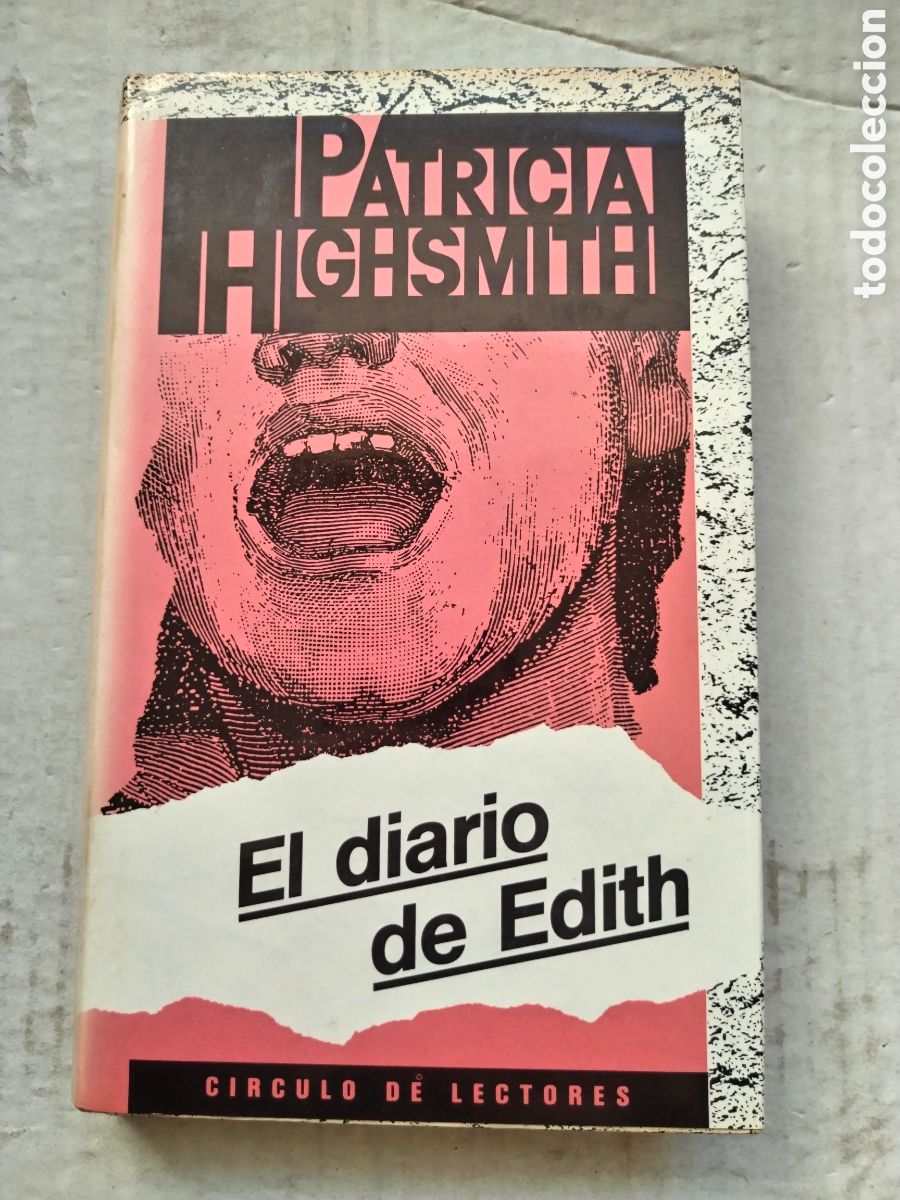 PATRICIA
HIGHSMITH
El diario
de Edith
CIRCULO DE LECTORES
todocoleccion